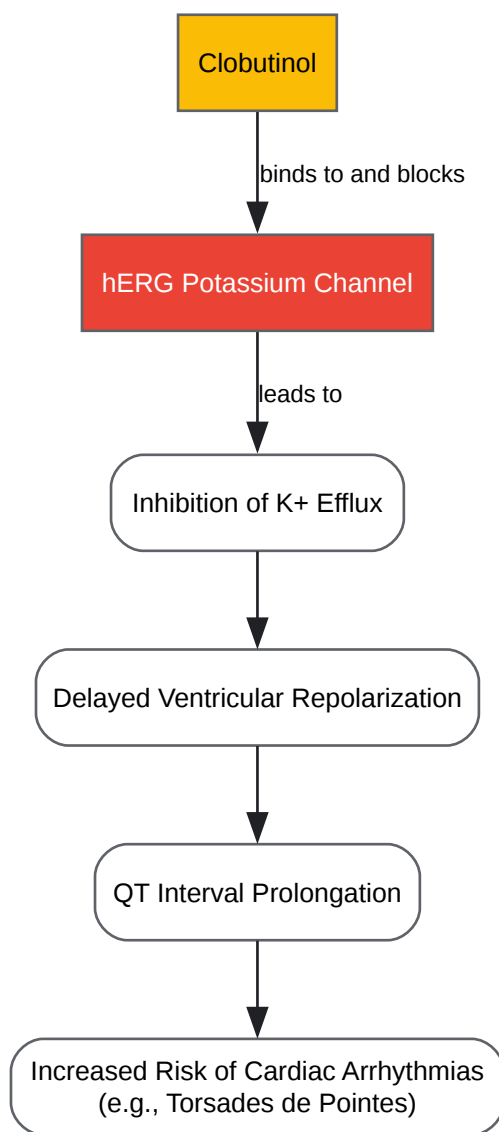 Clobutinol
binds to and blocks
hERG Potassium Channel
leads to
Inhibition of K+ Efflux
Delayed Ventricular Repolarization
QT Interval Prolongation
Increased Risk of Cardiac Arrhythmias
(e.g., Torsades de Pointes)